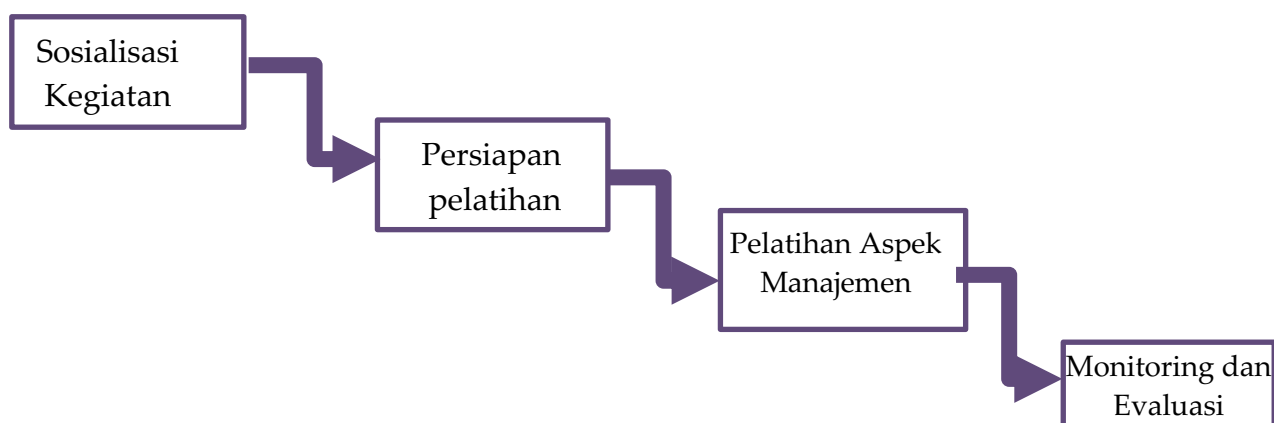 Sosialisasi
Kegiatan
Persiapan
pelatihan
Pelatihan Aspek
Manajemen
Monitoring dan
Evaluasi